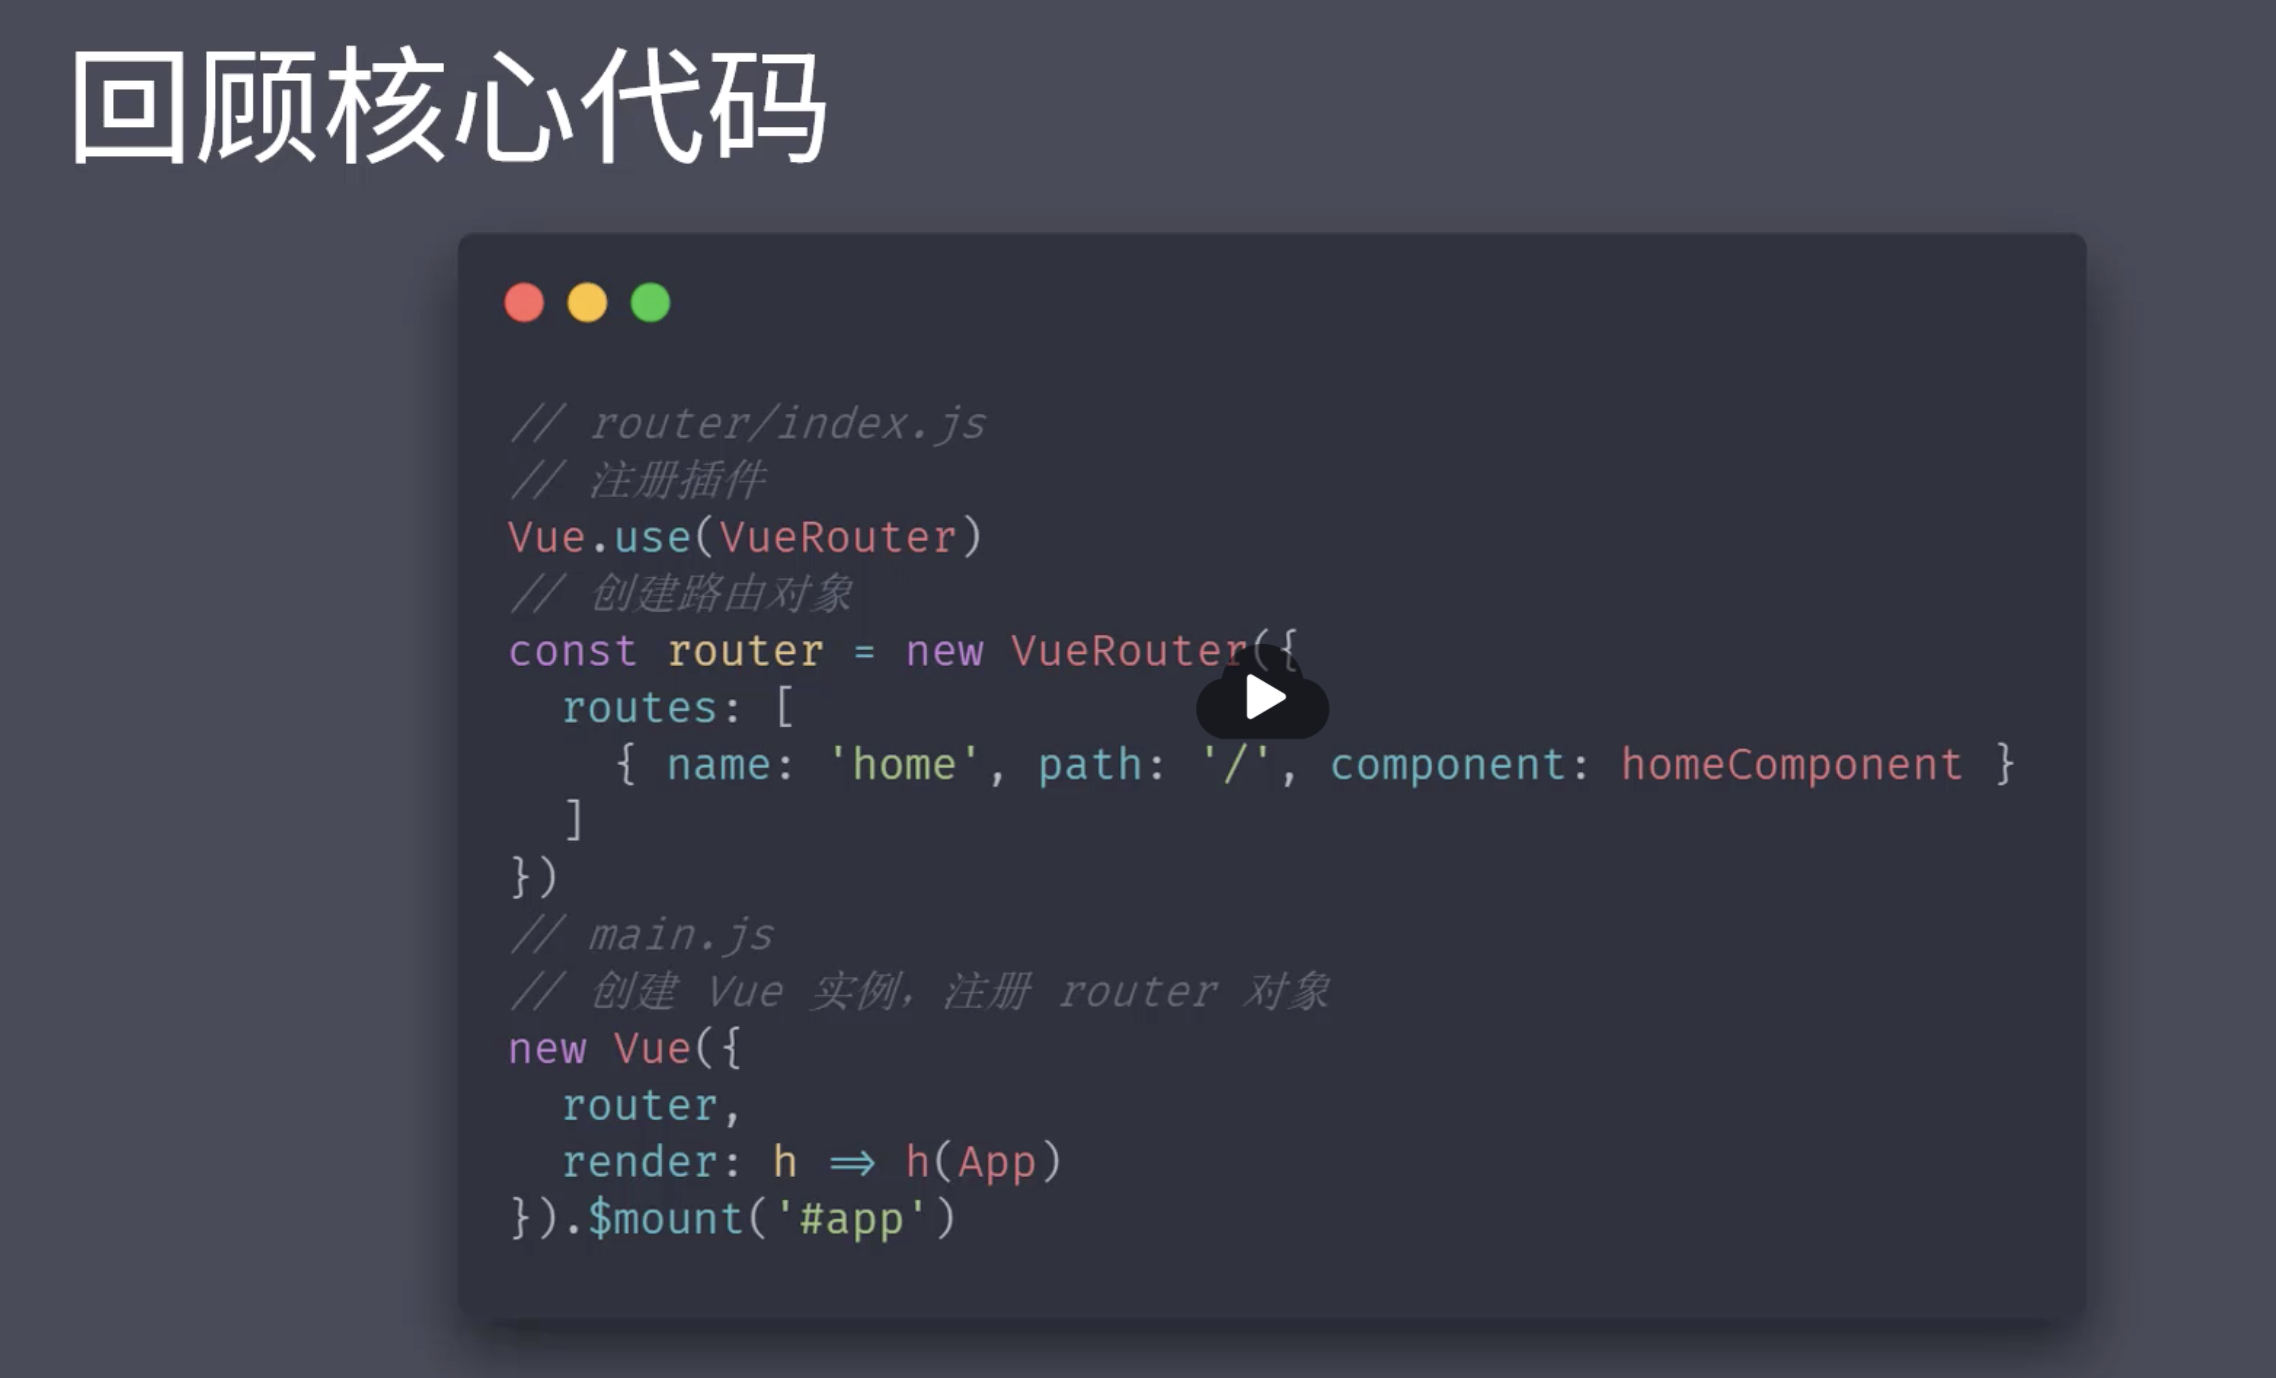 回顾核心代码
// router/index.js
// 注册插件
Vue.use(VueRouter)
// 创建路由对象
const router = new VueRouter({
  routes: [
    { name: 'home', path: '/', component: homeComponent }
  ]
})
// main.js
// 创建 Vue 实例，注册 router 对象
new Vue({
  router,
  render: h => h(App)
}).$mount('#app')